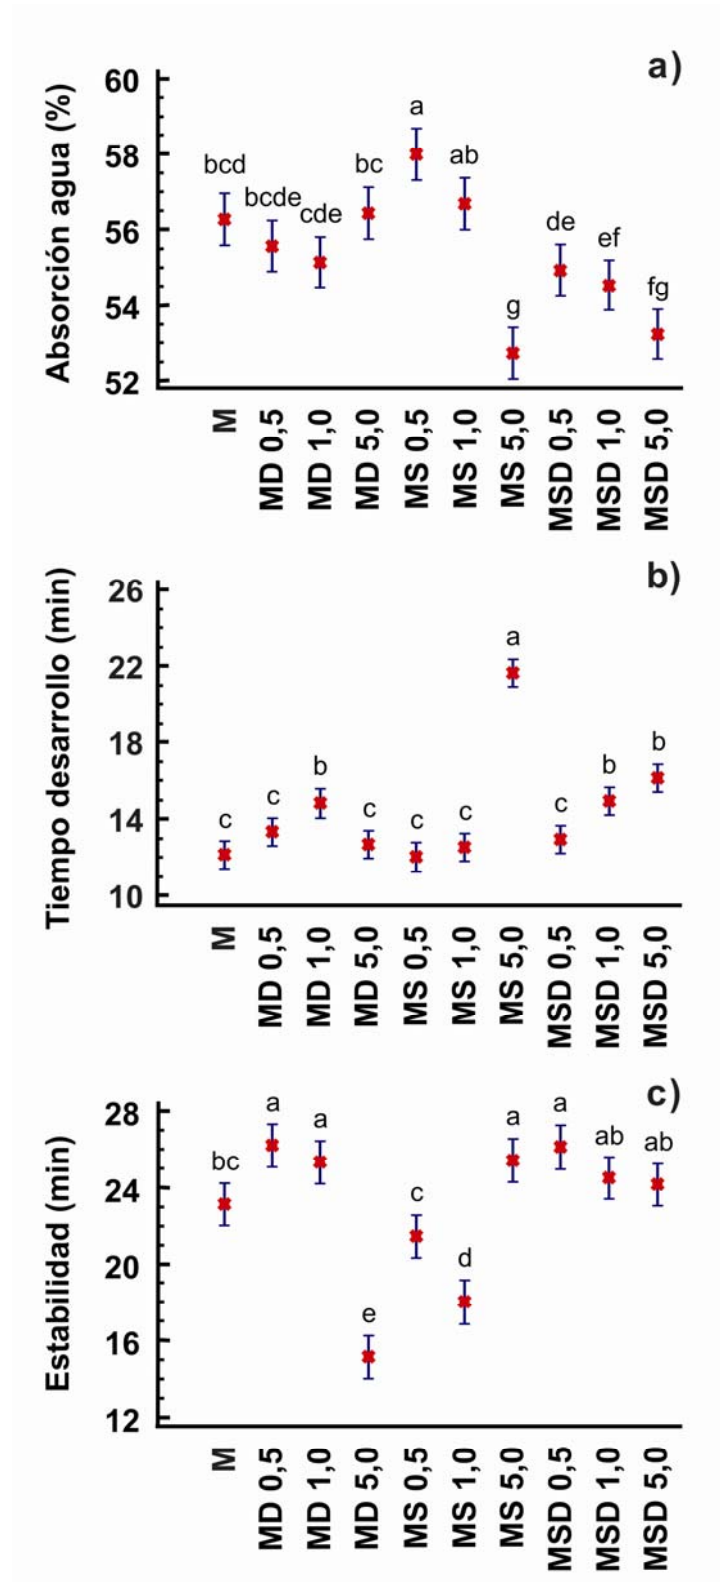 a)
Absorción agua (%)
60
58
56
54
52
bcd
bcde
cde
bc
a
ab
g
de
ef
fg
M
MD 0,5
MD 1,0
MD 5,0
MS 0,5
MS 1,0
MS 5,0
MSD 0,5
MSD 1,0
MSD 5,0
b)
Tiempo desarrollo (min)
26
22
18
14
10
c
c
b
c
c
c
a
c
b
b
M
MD 0,5
MD 1,0
MD 5,0
MS 0,5
MS 1,0
MS 5,0
MSD 0,5
MSD 1,0
MSD 5,0
c)
Estabilidad (min)
28
24
20
16
12
bc
a
a
e
c
d
a
a
ab
ab
M
MD 0,5
MD 1,0
MD 5,0
MS 0,5
MS 1,0
MS 5,0
MSD 0,5
MSD 1,0
MSD 5,0